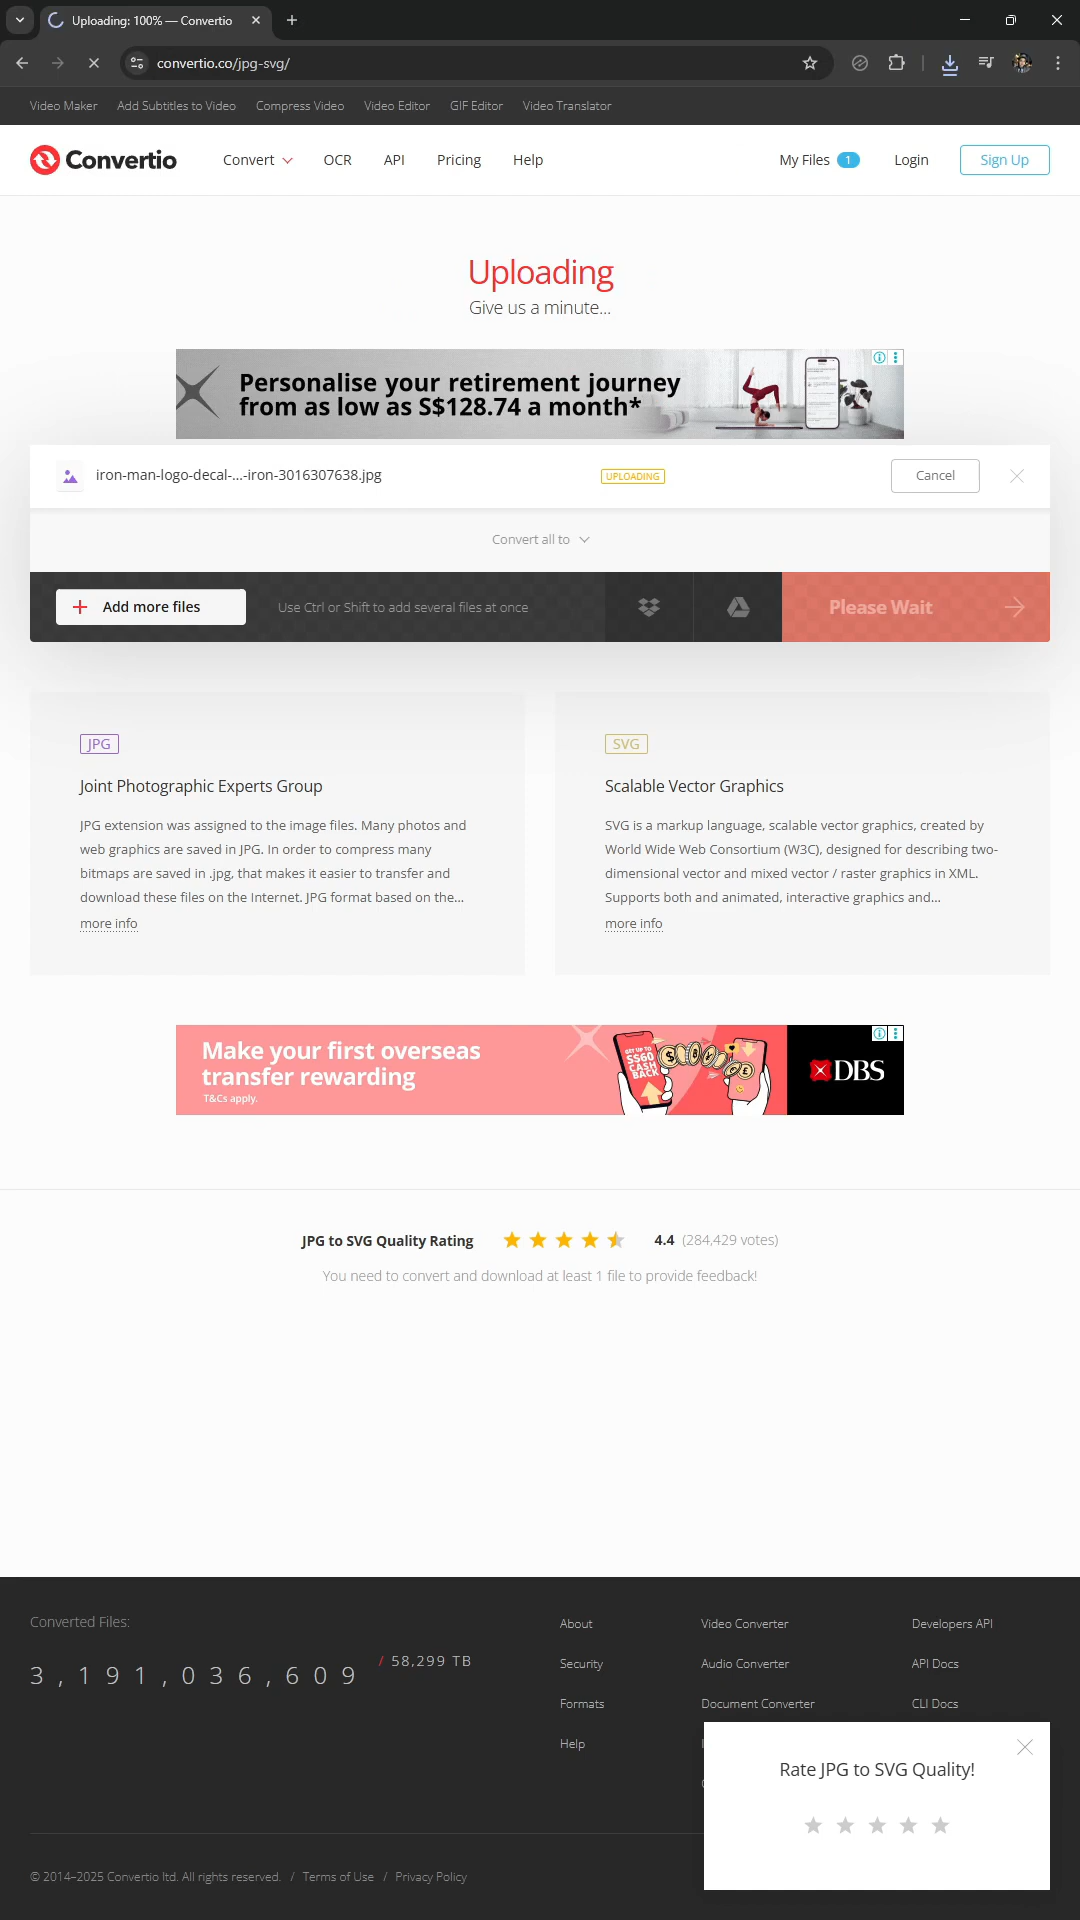 Uploading: 100% — Convertio
convertio.co/jpg-svg/
Video Maker Add Subtitles to Video Compress Video Video Editor GIF Editor Video Translator
Convertio Convert OCR API Pricing Help My Files 1 Login Sign Up
Uploading
Give us a minute...
Personalise your retirement journey
from as low as S$128.74 a month*
iron-man-logo-decal-...-iron-3016307638.jpg UPLOADING Cancel
Convert all to
Add more files Use Ctrl or Shift to add several files at once Please Wait
JPG
Joint Photographic Experts Group
JPG extension was assigned to the image files. Many photos and
web graphics are saved in JPG. In order to compress many
bitmaps are saved in .jpg, that makes it easier to transfer and
download these files on the Internet. JPG format based on the...
more info
SVG
Scalable Vector Graphics
SVG is a markup language, scalable vector graphics, created by
World Wide Web Consortium (W3C), designed for describing two-
dimensional vector and mixed vector / raster graphics in XML.
Supports both and animated, interactive graphics and...
more info
Make your first overseas
transfer rewarding
T&Cs apply.
GET UP TO
S$60
CASH
BACK
DBS
JPG to SVG Quality Rating 4.4 (284,429 votes)
You need to convert and download at least 1 file to provide feedback!
Converted Files:
3,191,036,609 / 58,299 TB
About
Security
Formats
Help
Video Converter
Audio Converter
Document Converter
Developers API
API Docs
CLI Docs
Rate JPG to SVG Quality!
© 2014–2025 Convertio ltd. All rights reserved. / Terms of Use / Privacy Policy